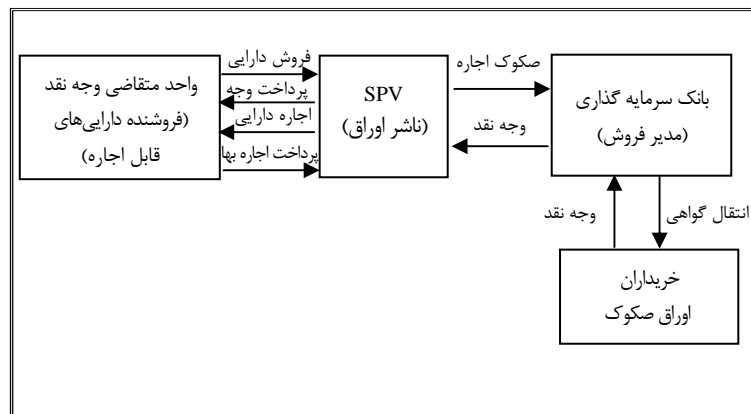 فروش دارایی
پرداخت وجه
اجاره دارایی
پرداخت اجاره بها
واحد متقاضی وجه نقد
(فروشنده دارایی‌های
قابل اجاره)
SPV
(ناشر اوراق)
صکوک اجاره
وجه نقد
بانک سرمایه گذاری
(مدیر فروش)
انتقال گواهی
وجه نقد
خریداران
اوراق صکوک